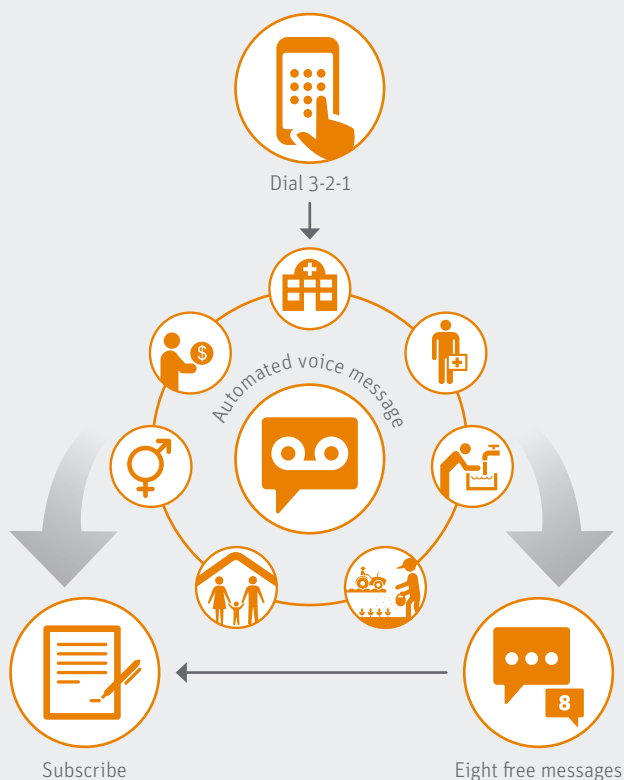 Dial 3-2-1
$
Automated voice message
8
Subscribe
Eight free messages